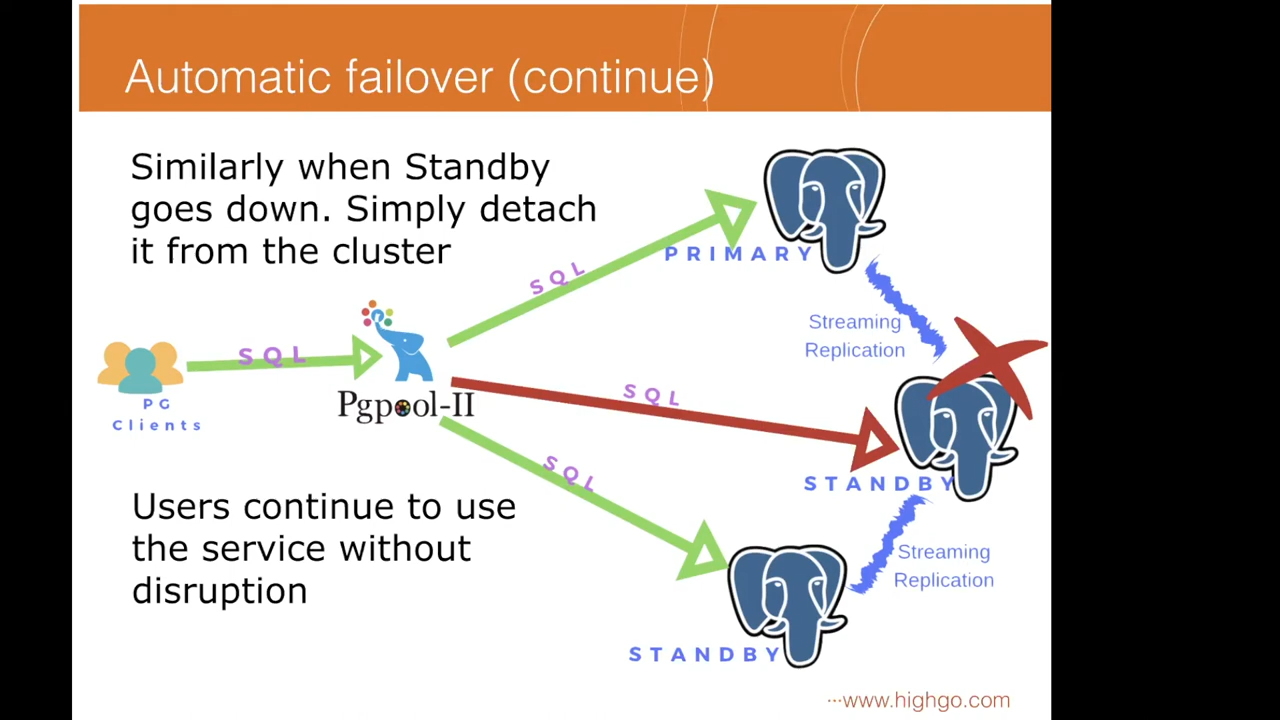 Automatic failover (continue)
Similarly when Standby
goes down. Simply detach
it from the cluster
PRIMARY
SQL
Streaming
Replication
SQL
PG
Clients
Pgpool-II
SQL
STANDBY
SQL
Users continue to use
the service without
disruption
Streaming
Replication
STANDBY
···www.highgo.com